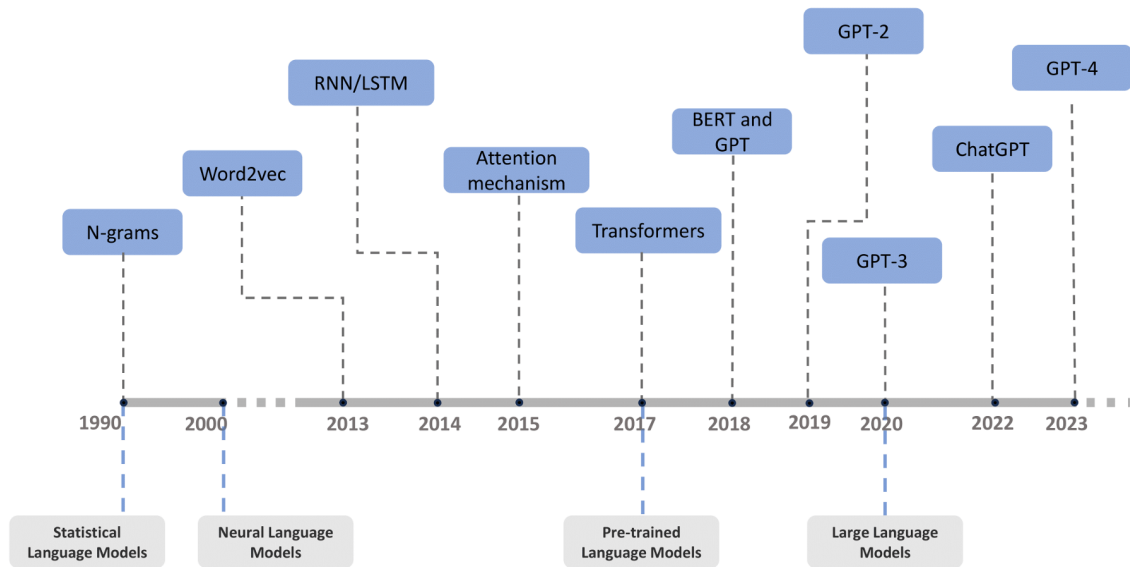 GPT-2
RNN/LSTM
GPT-4
BERT and
GPT
Attention
mechanism
ChatGPT
Word2vec
N-grams
Transformers
GPT-3
1990
2000
2013
2014
2015
2017
2018
2019
2020
2022
2023
Statistical
Language Models
Neural Language
Models
Pre-trained
Language Models
Large Language
Models